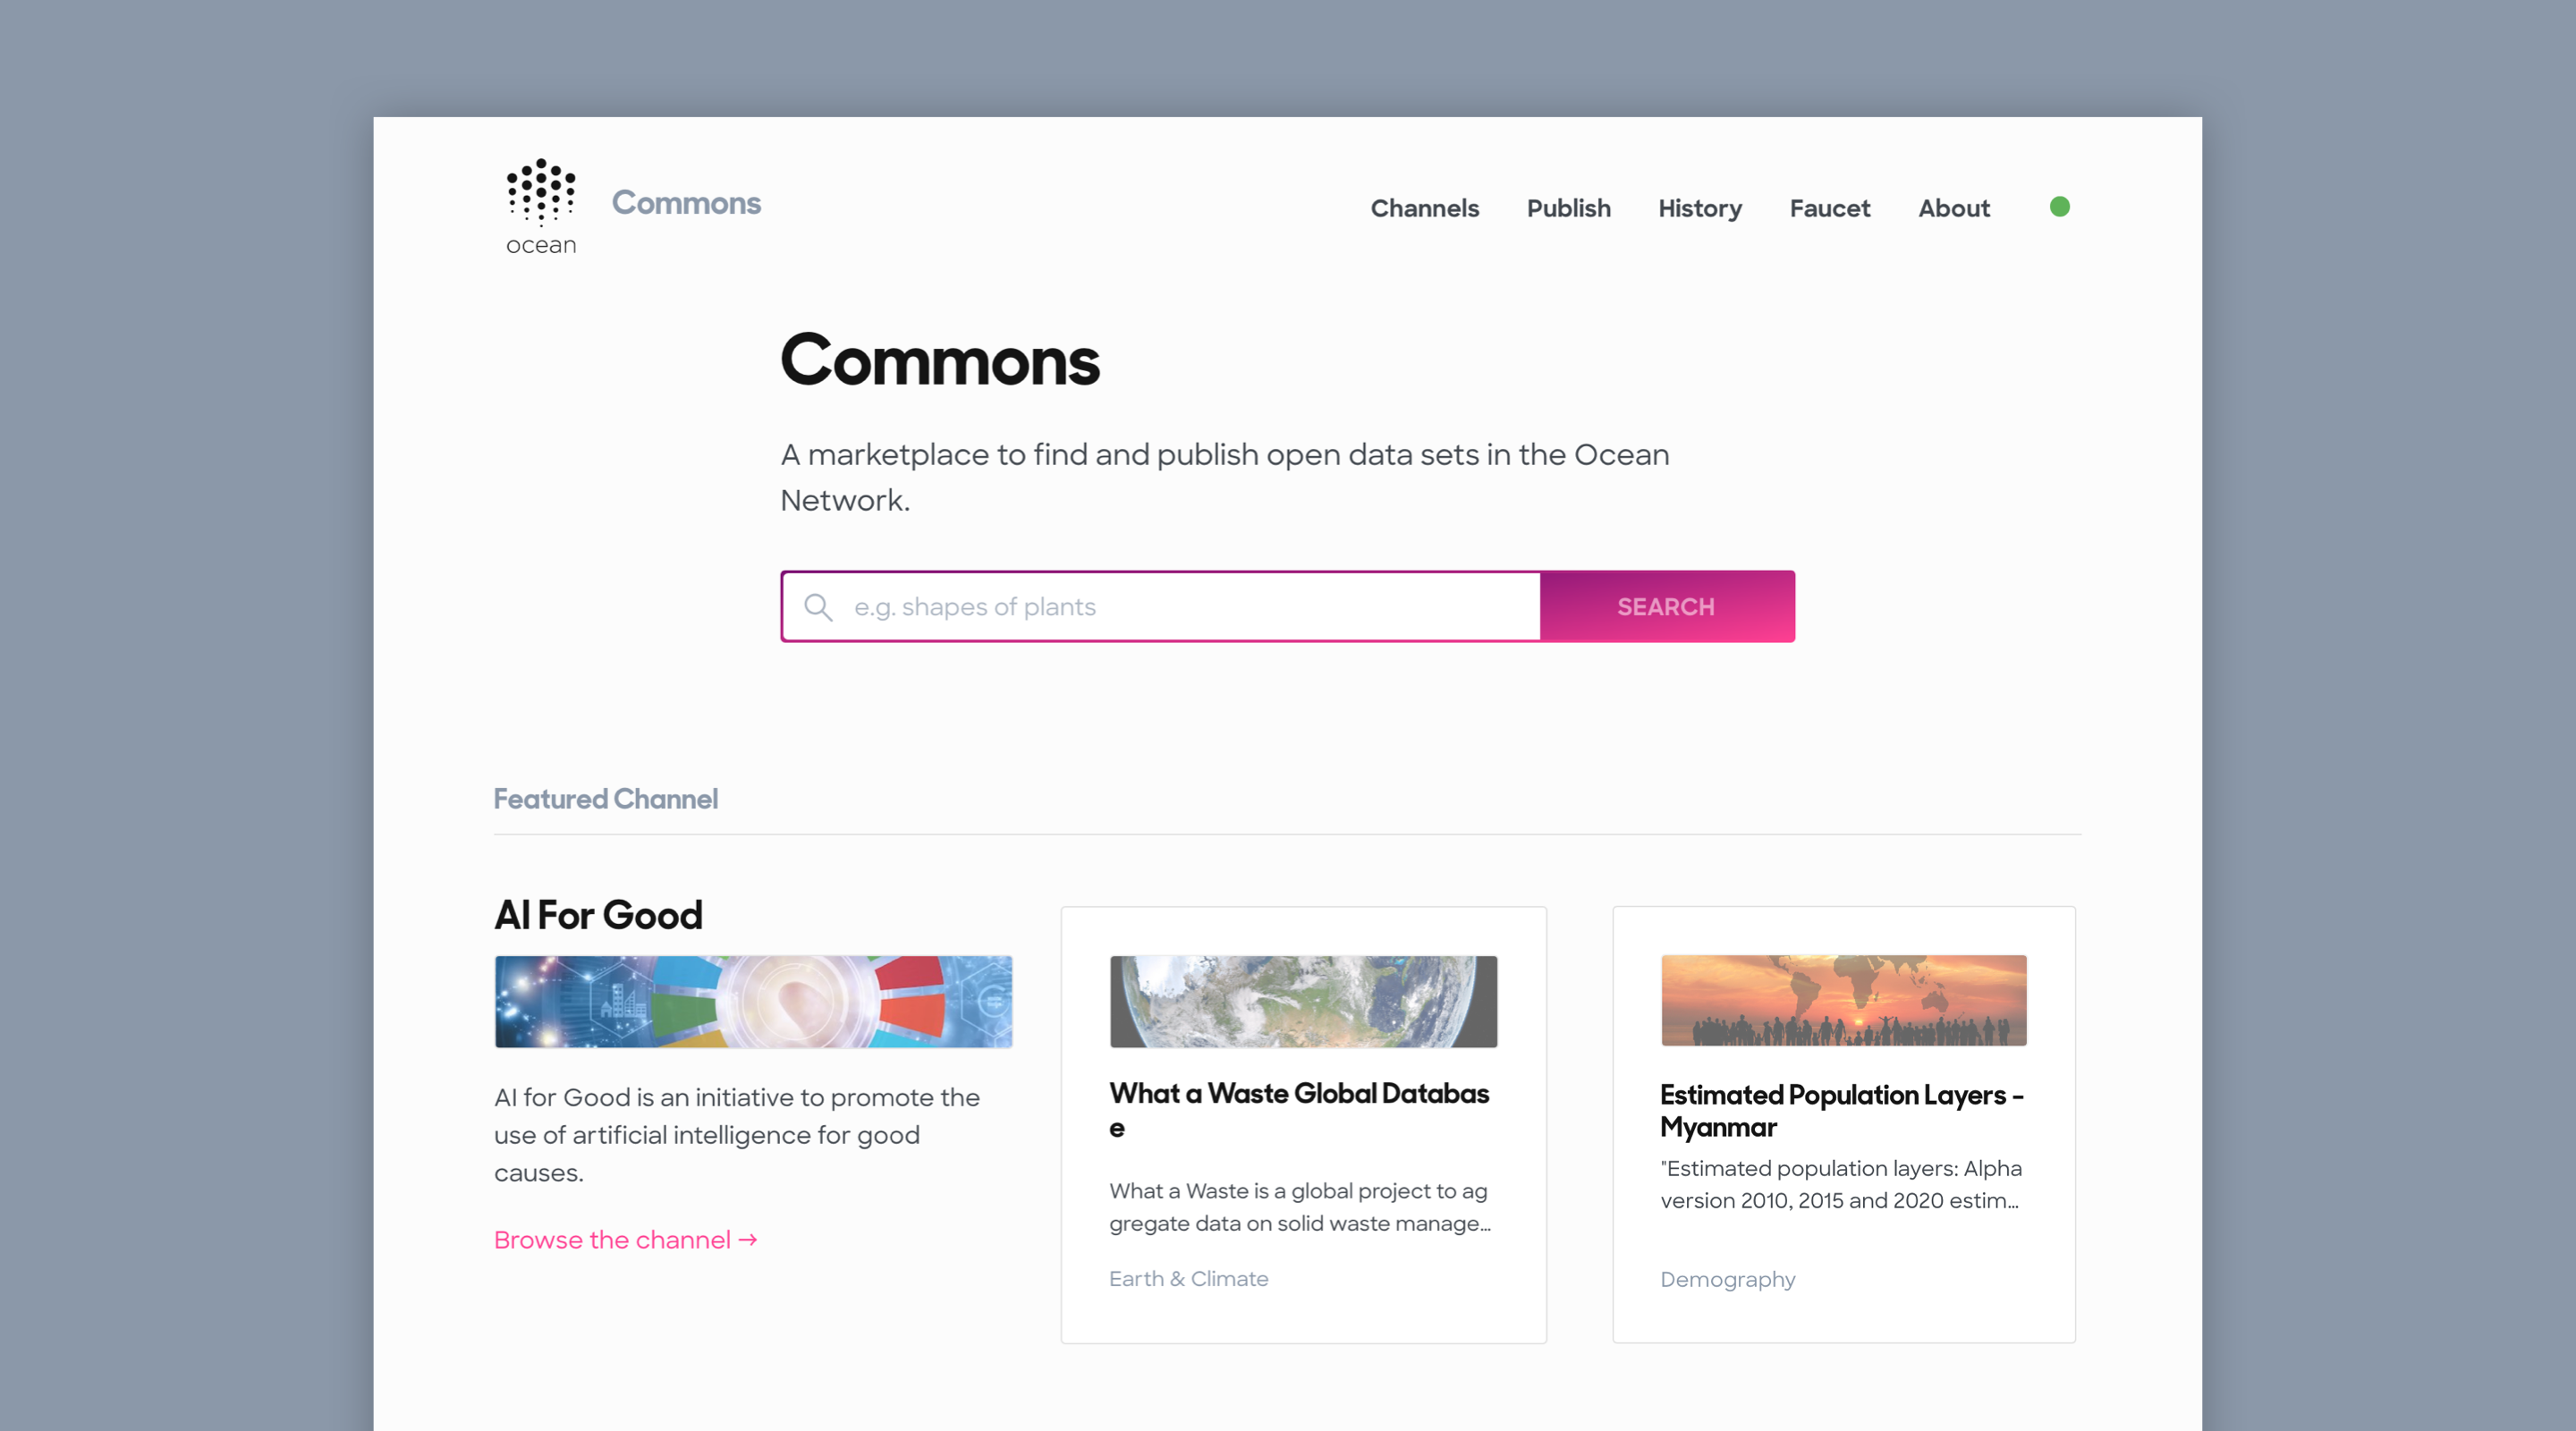 ocean
Commons
Channels Publish History Faucet About
Commons
A marketplace to find and publish open data sets in the Ocean
Network.
e.g. shapes of plants
SEARCH
Featured Channel
AI For Good
AI for Good is an initiative to promote the
use of artificial intelligence for good
causes.
Browse the channel →
What a Waste Global Databas
e
What a Waste is a global project to ag
gregate data on solid waste manage...
Earth & Climate
Estimated Population Layers –
Myanmar
"Estimated population layers: Alpha
version 2010, 2015 and 2020 estim...
Demography